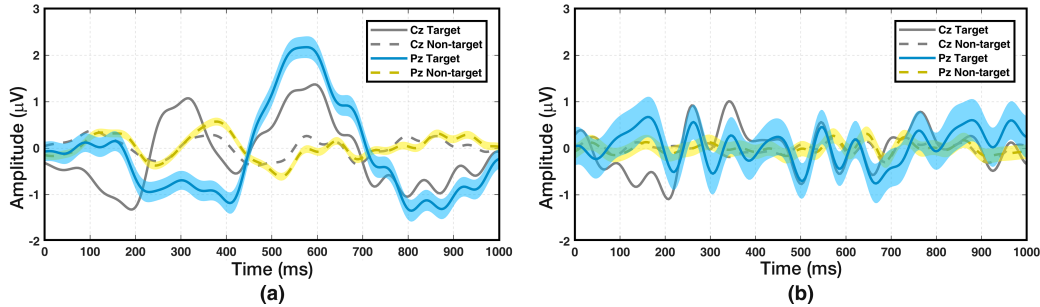 3
2
1
0
-1
-2
Amplitude (µV)
0 100 200 300 400 500 600 700 800 900 1000
Time (ms)
Cz Target
Cz Non-target
Pz Target
Pz Non-target
(a)
3
2
1
0
-1
-2
Amplitude (µV)
0 100 200 300 400 500 600 700 800 900 1000
Time (ms)
Cz Target
Cz Non-target
Pz Target
Pz Non-target
(b)